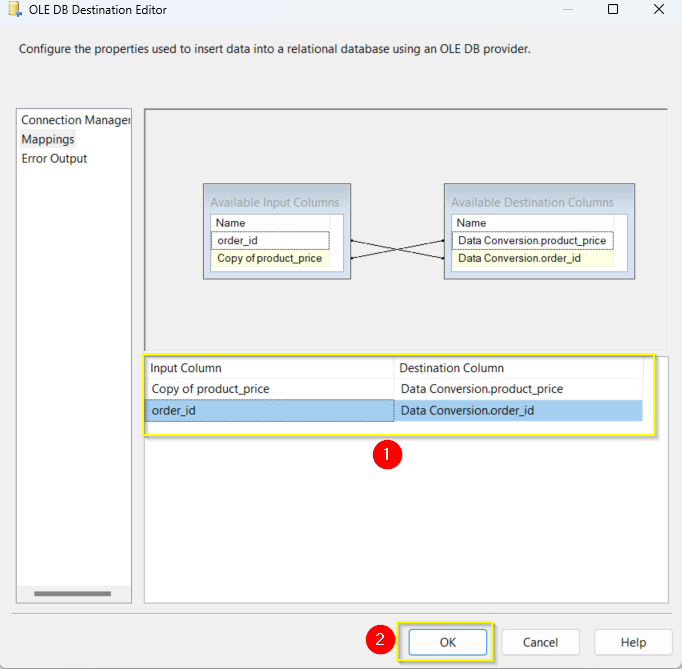 OLE DB Destination Editor
Configure the properties used to insert data into a relational database using an OLE DB provider.
Connection Manager
Mappings
Error Output
Available Input Columns
Name
order_id
Copy of product_price
Available Destination Columns
Name
Data Conversion.product_price
Data Conversion.order_id
Input Column Destination Column
Copy of product_price Data Conversion.product_price
order_id Data Conversion.order_id
1
2
OK Cancel Help